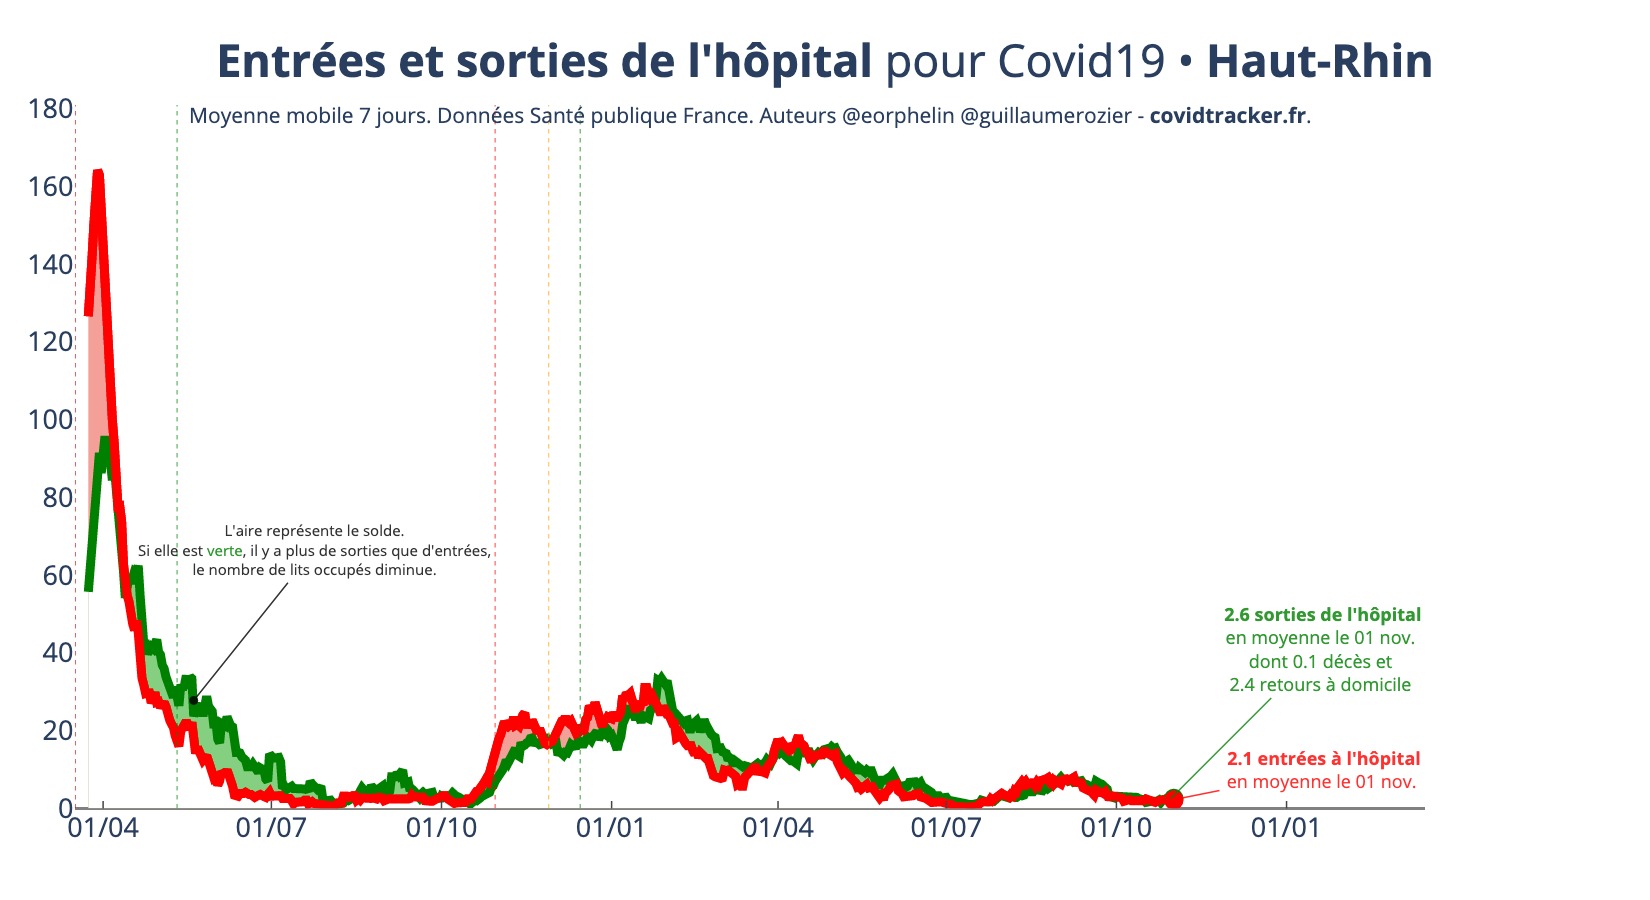 Entrées et sorties de l'hôpital pour Covid19 • Haut-Rhin
Moyenne mobile 7 jours. Données Santé publique France. Auteurs @eorphelin @guillaumerozier - covidtracker.fr.
180
160
140
120
100
80
60
40
20
0
L'aire représente le solde.
Si elle est verte, il y a plus de sorties que d'entrées,
le nombre de lits occupés diminue.
2.6 sorties de l'hôpital
en moyenne le 01 nov.
dont 0.1 décès et
2.4 retours à domicile
2.1 entrées à l'hôpital
en moyenne le 01 nov.
01/04 01/07 01/10 01/01 01/04 01/07 01/10 01/01